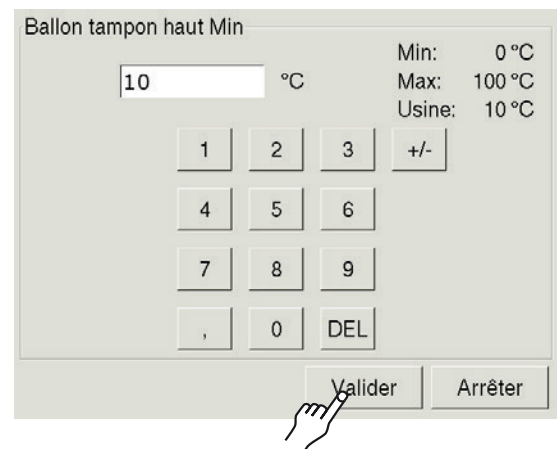 Ballon tampon haut Min
10 °C
Min: 0 °C
Max: 100 °C
Usine: 10 °C
1 2 3 +/-
4 5 6
7 8 9
, 0 DEL
Valider Arrêter